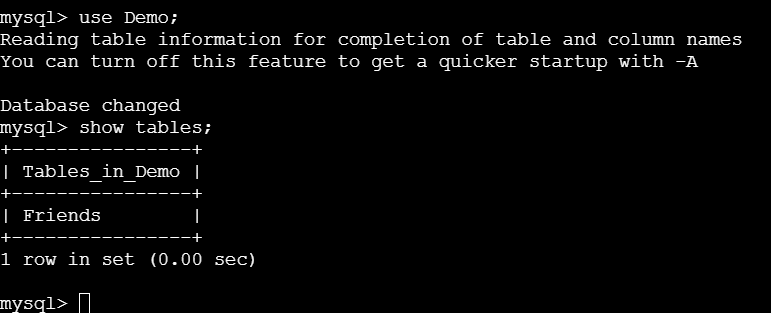 mysql> use Demo;
Reading table information for completion of table and column names
You can turn off this feature to get a quicker startup with -A
Database changed
mysql> show tables;
+----------------+
| Tables_in_Demo |
+----------------+
| Friends        |
+----------------+
1 row in set (0.00 sec)
mysql>